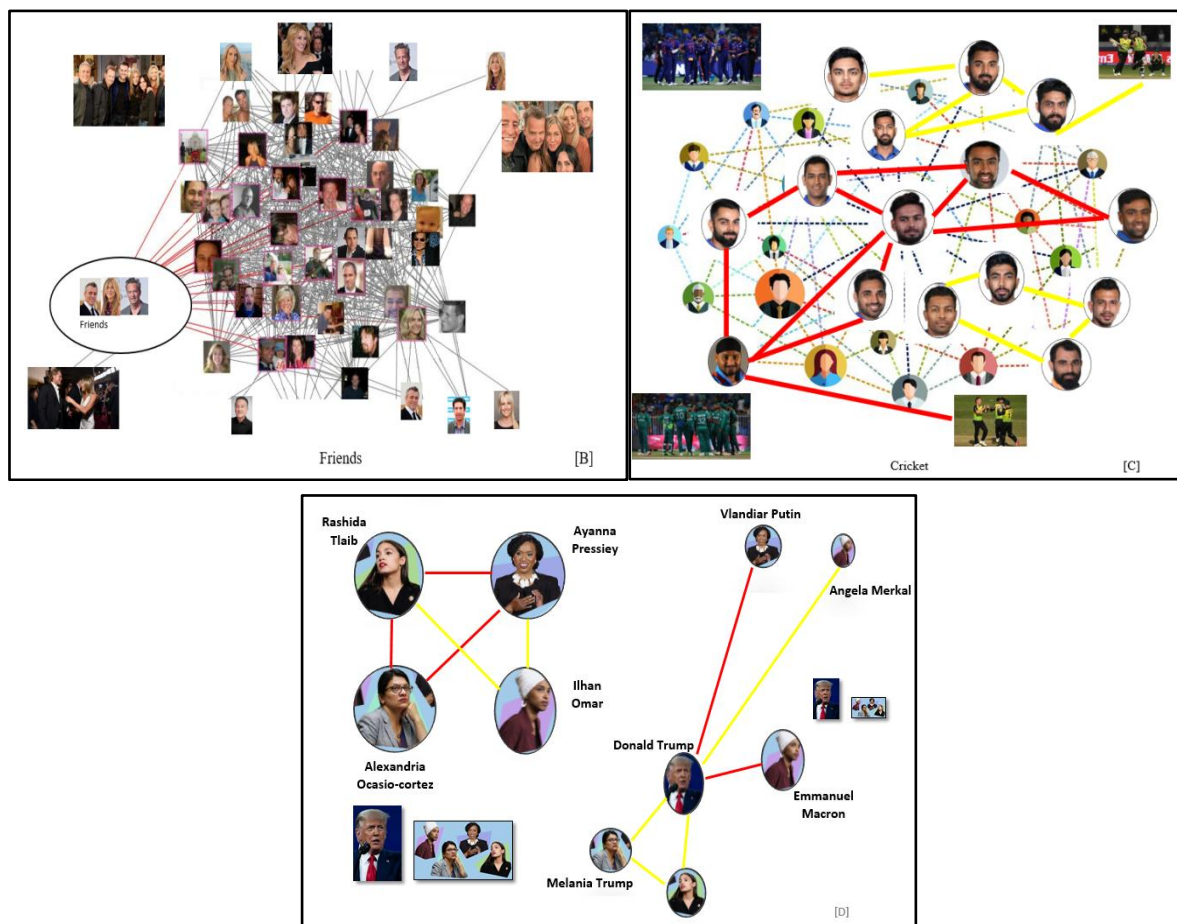 Friends
Friends
[B]
Cricket
[C]
Rashida
Tlaib
Ayanna
Pressiey
Vlandiar Putin
Angela Merkal
Ilhan
Omar
Donald Trump
Alexandria
Ocasio-cortez
Emmanuel
Macron
Melania Trump
[D]